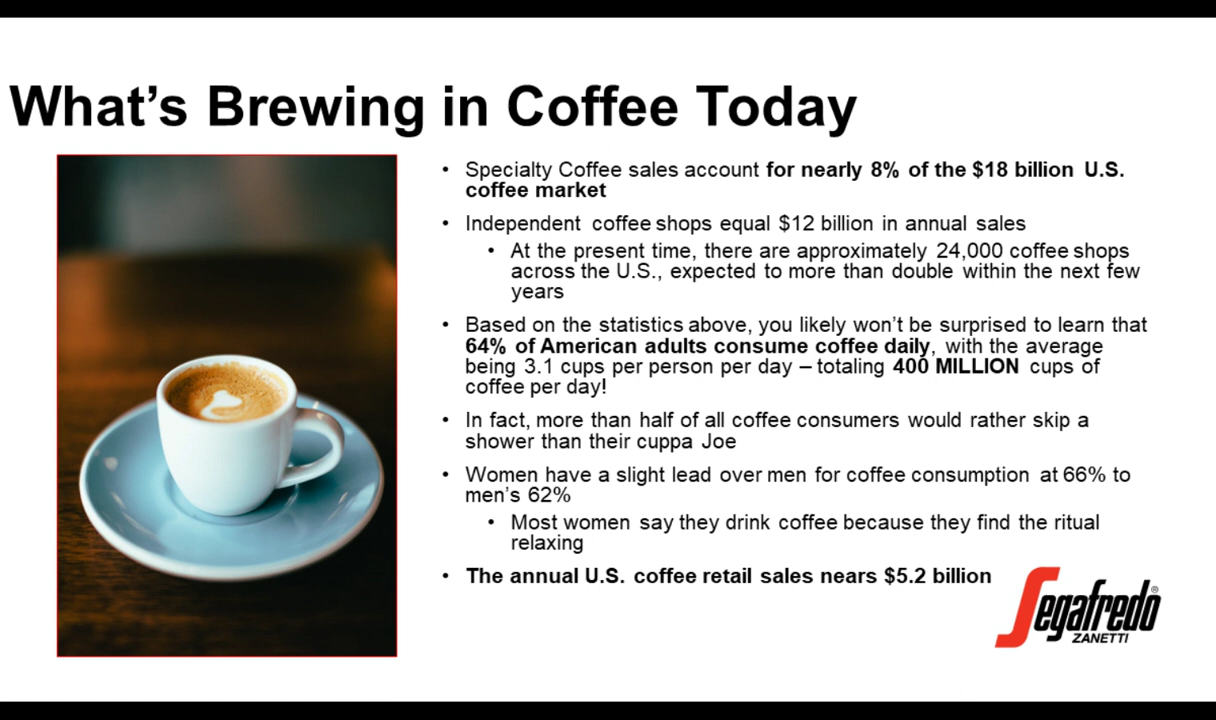 What’s Brewing in Coffee Today
• Specialty Coffee sales account for nearly 8% of the $18 billion U.S.
coffee market
• Independent coffee shops equal $12 billion in annual sales
• At the present time, there are approximately 24,000 coffee shops
across the U.S., expected to more than double within the next few
years
• Based on the statistics above, you likely won’t be surprised to learn that
64% of American adults consume coffee daily, with the average
being 3.1 cups per person per day – totaling 400 MILLION cups of
coffee per day!
• In fact, more than half of all coffee consumers would rather skip a
shower than their cuppa Joe
• Women have a slight lead over men for coffee consumption at 66% to
men’s 62%
• Most women say they drink coffee because they find the ritual
relaxing
• The annual U.S. coffee retail sales nears $5.2 billion
Segafredo®
ZANETTI